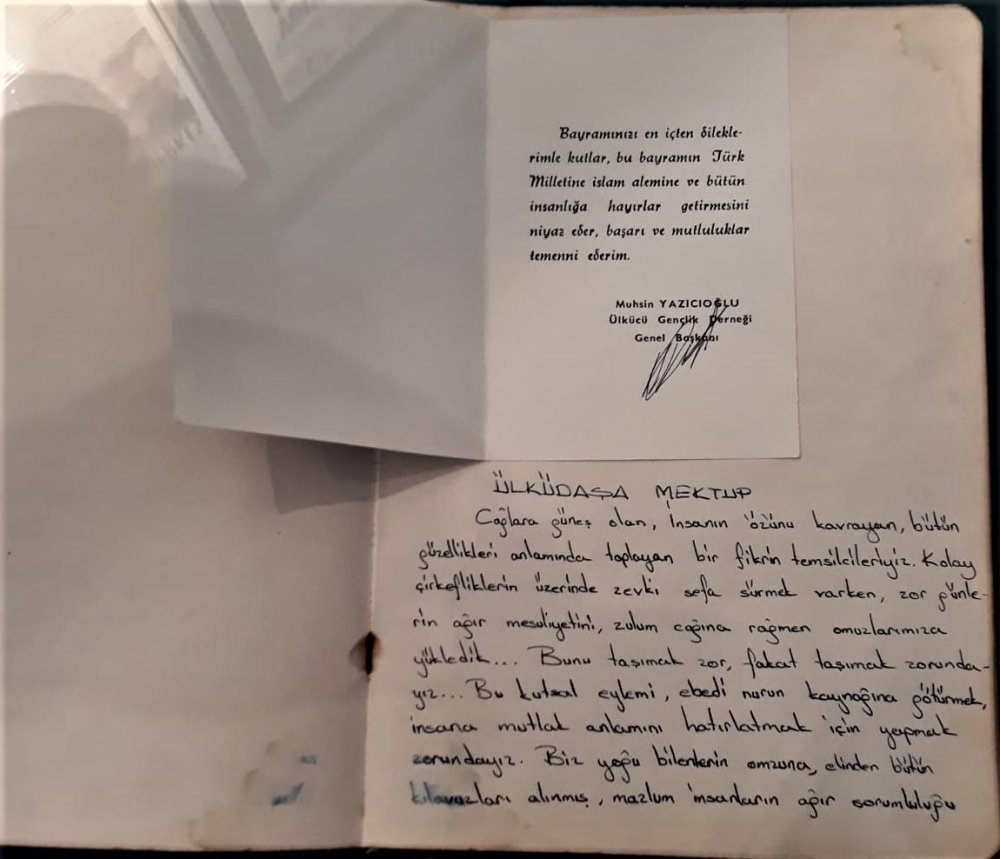 Bayramınızı en içten dilekle-
rimle kutlar, bu bayramın Türk
Milletine islam alemine ve bütün
insanlığa hayırlar getirmesini
niyaz eder, başarı ve mutluluklar
temenni ederim.
Muhsin YAZICIOĞLU
Ülkücü Gençlik Derneği
Genel Başkanı
ÜLKÜDAŞA MEKTUP
Çağlara güneş olan, İnsanın özünü kavrayan, bütün
güzellikleri anlamında toplayan bir fikrin temsilcileriyiz. Kolay
çirkefliklerin üzerinde zevki sefa sürmek varken, zor günle-
rin ağır mesuliyetini, zulum çağına rağmen omuzlarımıza
yükledik... Bunu taşımak zor, fakat taşımak zorunda-
yız... Bu kutsal eylemi, ebedi nurun kaynağına götürmek,
insana mutlak anlamını hatırlatmak için yapmak
zorundayız. Biz yoğu bilenlerin omzuna, elinden bütün
kılavuzları alınmış, mazlum insanların ağır sorumluluğu